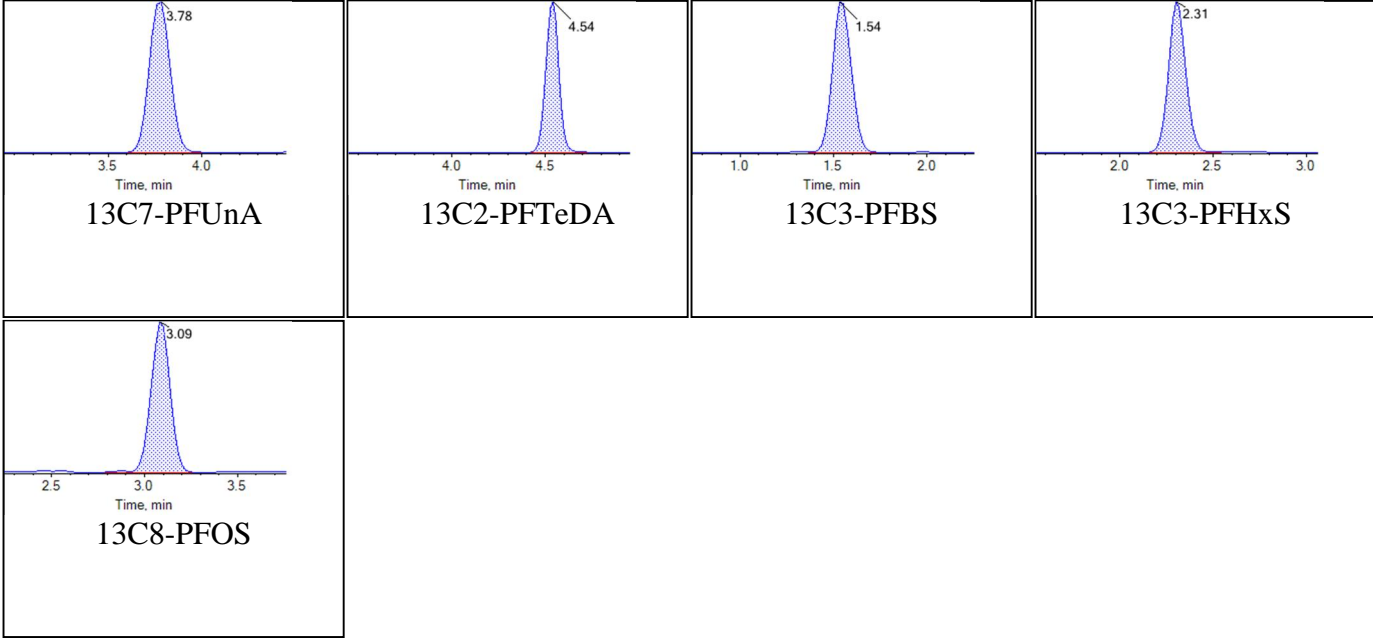 3.78
3.5 4.0
Time, min
13C7-PFUnA
4.54
4.0 4.5
Time, min
13C2-PFTeDA
1.54
1.0 1.5 2.0
Time, min
13C3-PFBS
2.31
2.0 2.5 3.0
Time, min
13C3-PFHxS
3.09
2.5 3.0 3.5
Time, min
13C8-PFOS